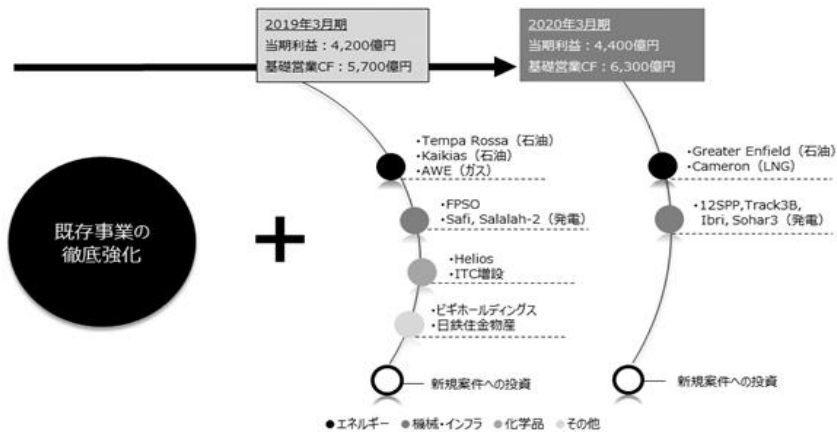 2019年3月期
当期利益：4,200億円
基礎営業CF：5,700億円
2020年3月期
当期利益：4,400億円
基礎営業CF：6,300億円
既存事業の
徹底強化
+
・Tempa Rossa（石油）
・Kaikias（石油）
・AWE（ガス）
・FPSO
・Safi, Salalah-2（発電）
・Helios
・ITC増設
・ビギホールディングス
・日鉄住金物産
新規案件への投資
・Greater Enfield（石油）
・Cameron（LNG）
・12SPP,Track3B,
Ibri, Sohar3（発電）
新規案件への投資
●エネルギー ●機械・インフラ ●化学品 ●その他